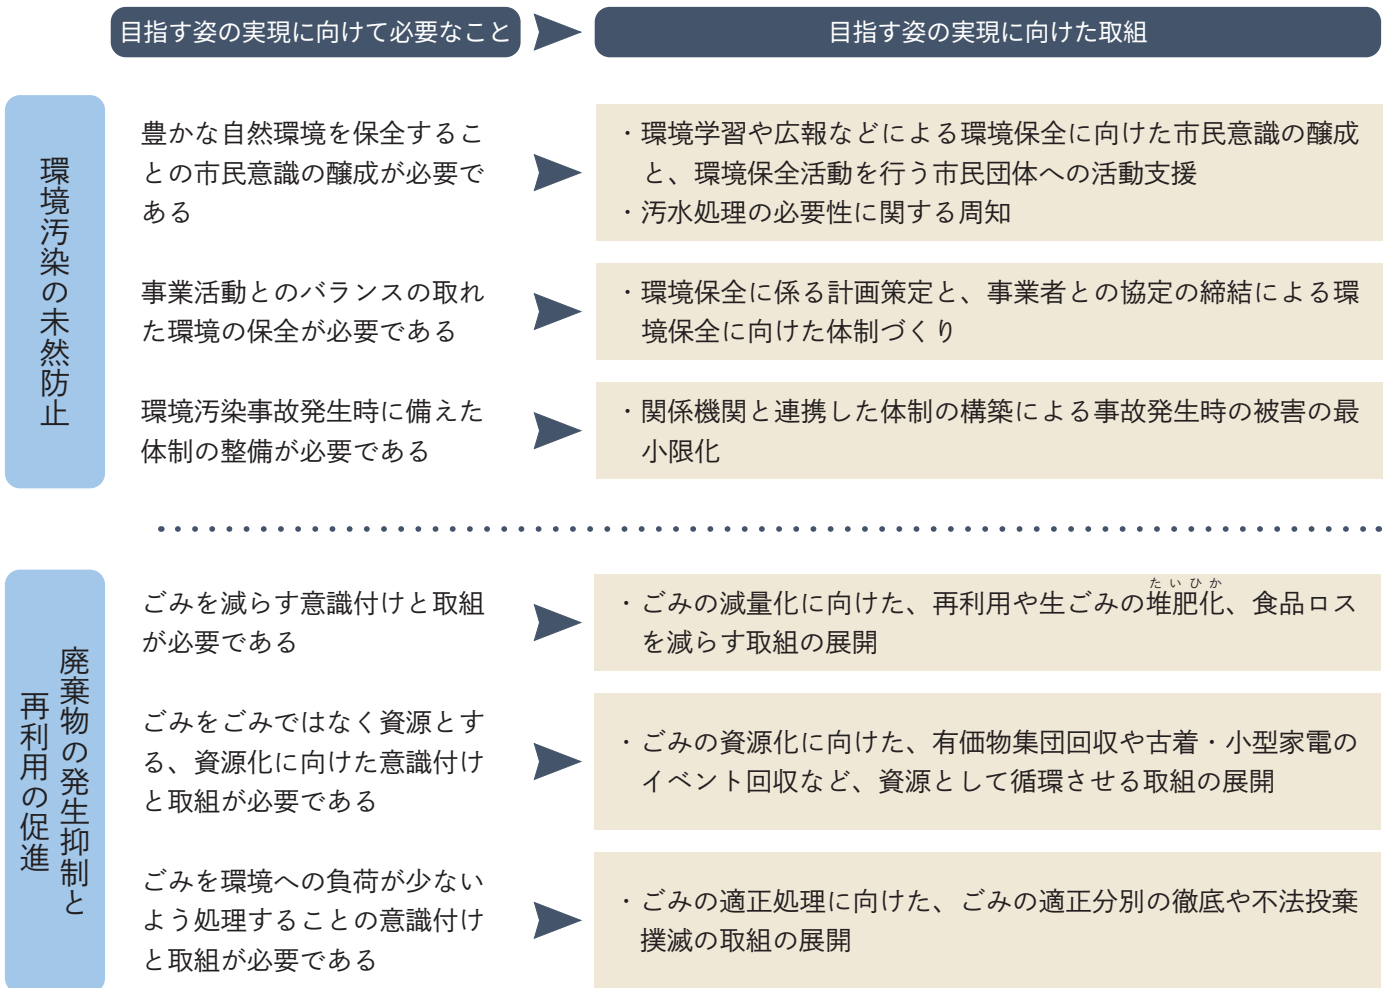 目指す姿の実現に向けて必要なこと
目指す姿の実現に向けた取組
環境汚染の未然防止
豊かな自然環境を保全するこ
との市民意識の醸成が必要で
ある
・環境学習や広報などによる環境保全に向けた市民意識の醸成
と、環境保全活動を行う市民団体への活動支援
・汚水処理の必要性に関する周知
事業活動とのバランスの取れ
た環境の保全が必要である
・環境保全に係る計画策定と、事業者との協定の締結による環
境保全に向けた体制づくり
環境汚染事故発生時に備えた
体制の整備が必要である
・関係機関と連携した体制の構築による事故発生時の被害の最
小限化
廃棄物の発生抑制と
再利用の促進
ごみを減らす意識付けと取組
が必要である
たいひか
・ごみの減量化に向けた、再利用や生ごみの堆肥化、食品ロス
を減らす取組の展開
ごみをごみではなく資源とす
る、資源化に向けた意識付け
と取組が必要である
・ごみの資源化に向けた、有価物集団回収や古着・小型家電の
イベント回収など、資源として循環させる取組の展開
ごみを環境への負荷が少ない
よう処理することの意識付け
と取組が必要である
・ごみの適正処理に向けた、ごみの適正分別の徹底や不法投棄
撲滅の取組の展開